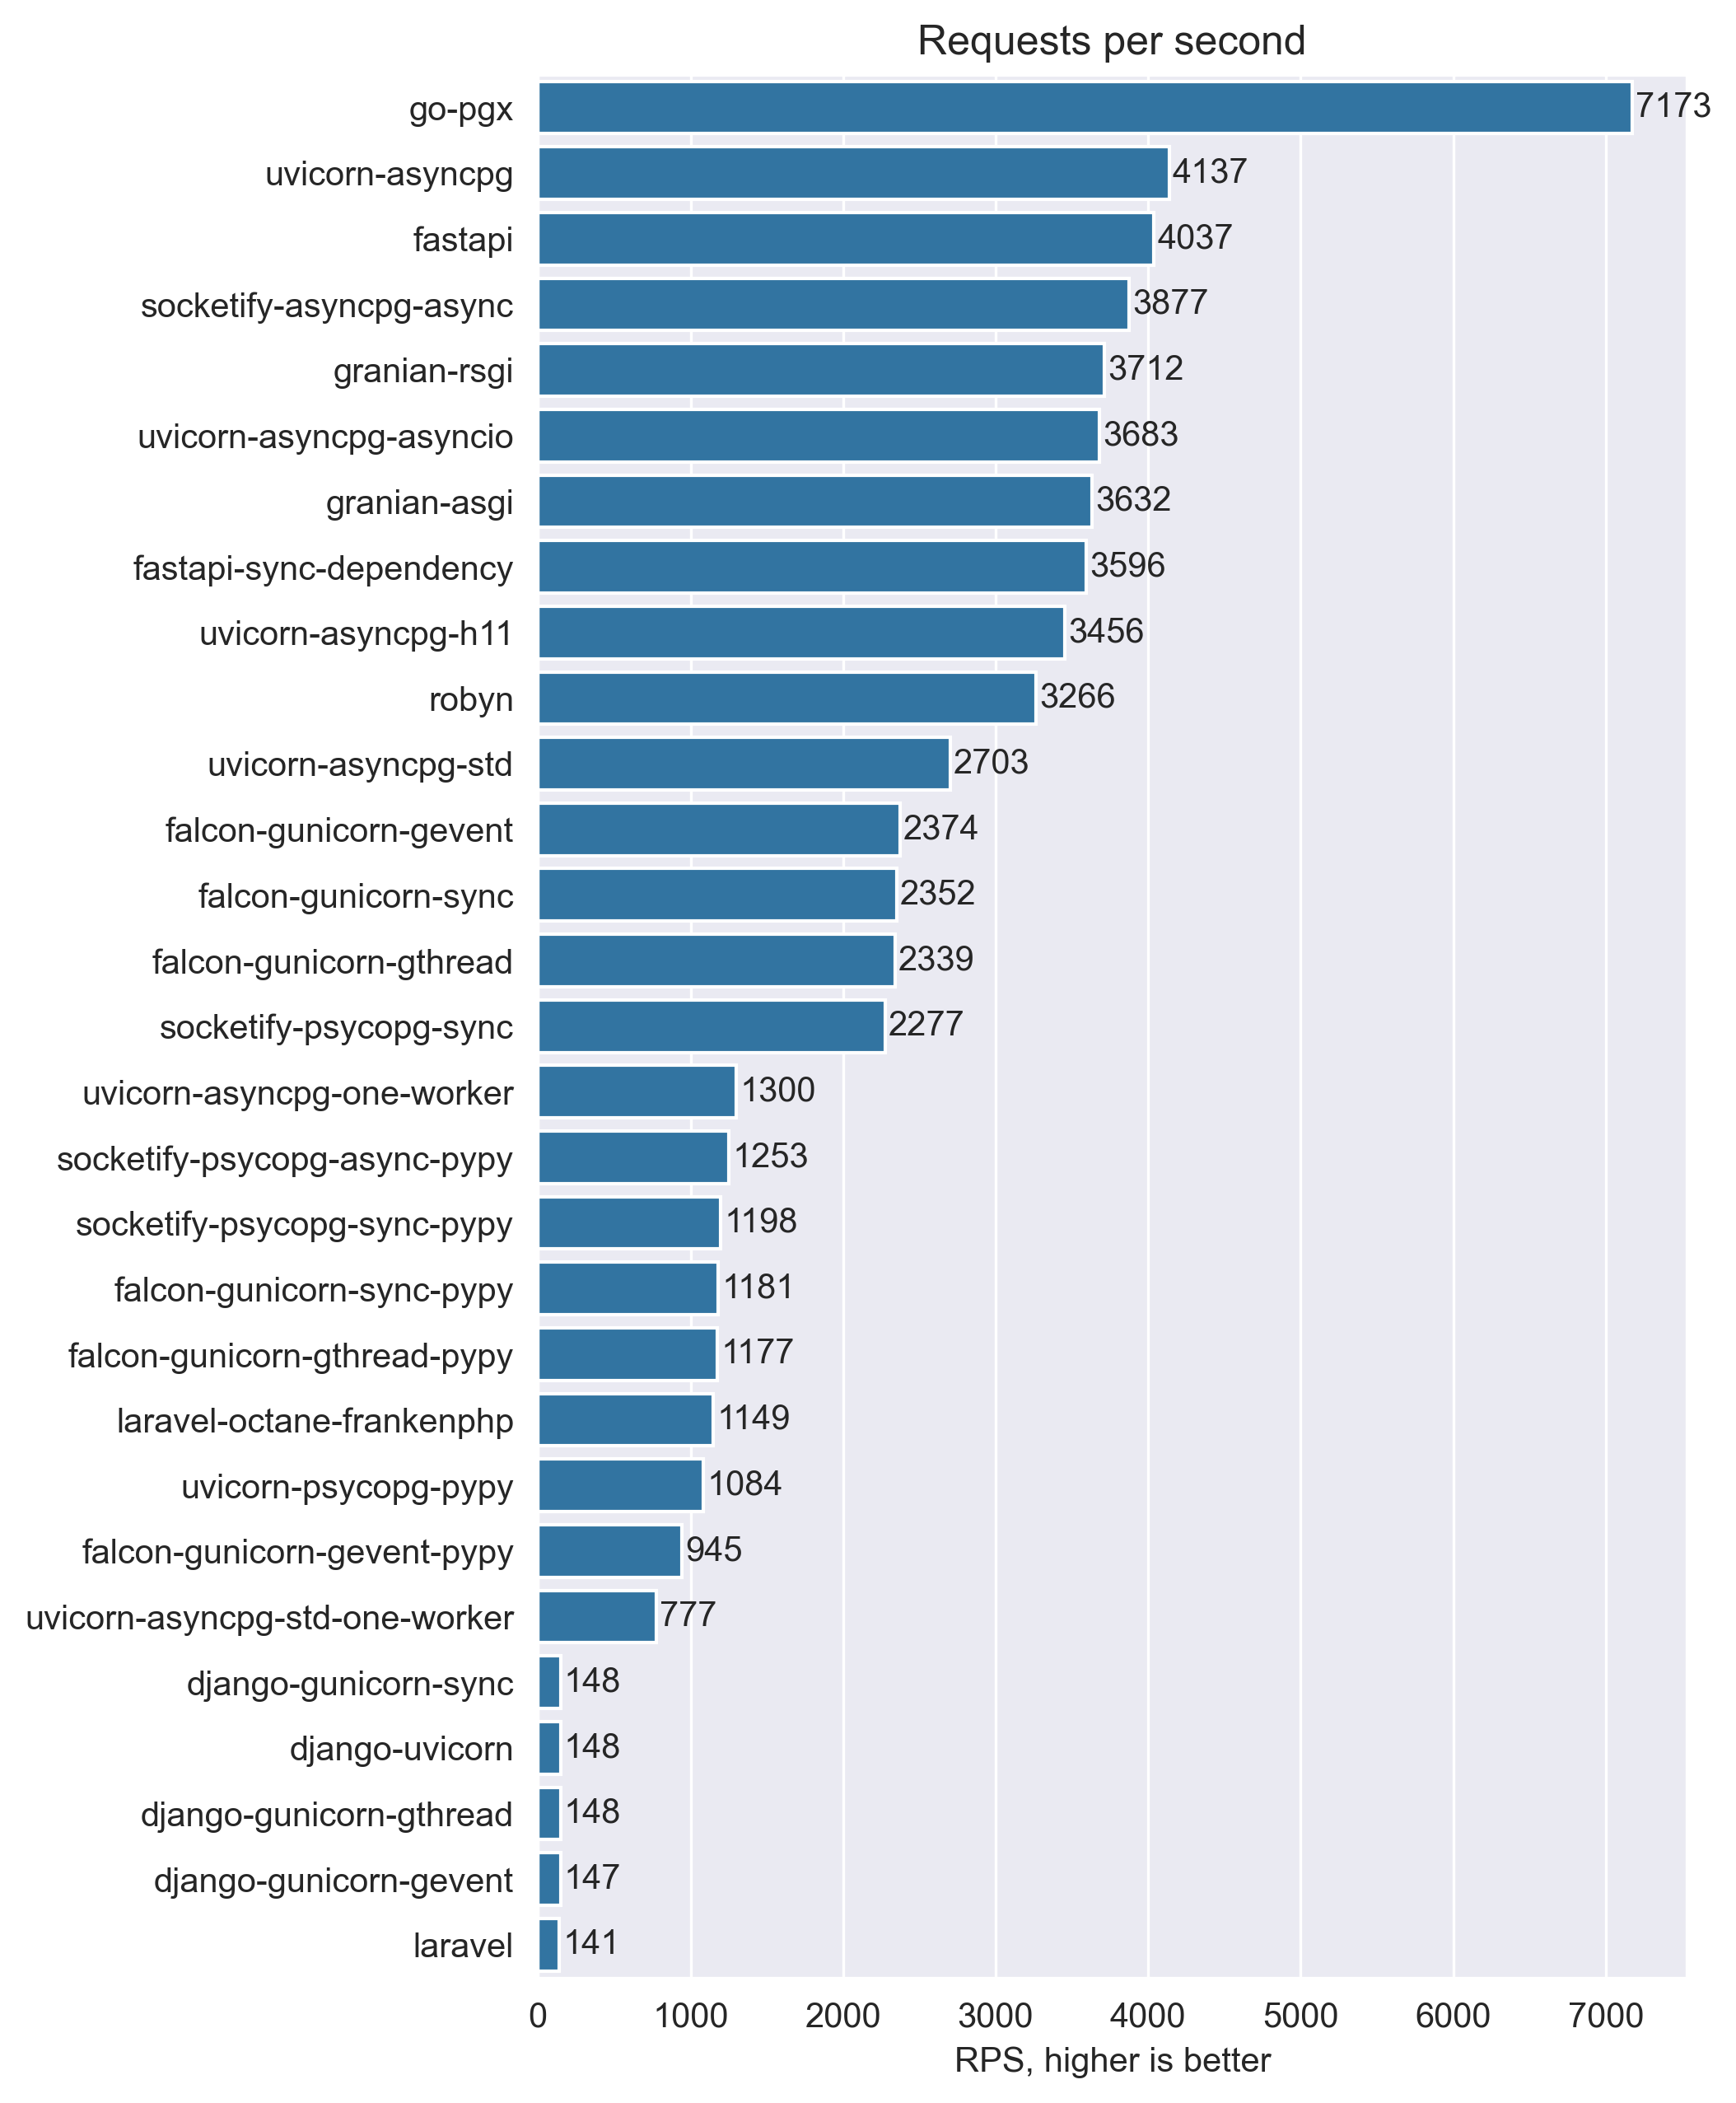 Requests per second
go-pgx 7173
uvicorn-asyncpg 4137
fastapi 4037
socketify-asyncpg-async 3877
granian-rsgi 3712
uvicorn-asyncpg-asyncio 3683
granian-asgi 3632
fastapi-sync-dependency 3596
uvicorn-asyncpg-h11 3456
robyn 3266
uvicorn-asyncpg-std 2703
falcon-gunicorn-gevent 2374
falcon-gunicorn-sync 2352
falcon-gunicorn-gthread 2339
socketify-psycopg-sync 2277
uvicorn-asyncpg-one-worker 1300
socketify-psycopg-async-pypy 1253
socketify-psycopg-sync-pypy 1198
falcon-gunicorn-sync-pypy 1181
falcon-gunicorn-gthread-pypy 1177
laravel-octane-frankenphp 1149
uvicorn-psycopg-pypy 1084
falcon-gunicorn-gevent-pypy 945
uvicorn-asyncpg-std-one-worker 777
django-gunicorn-sync 148
django-uvicorn 148
django-gunicorn-gthread 148
django-gunicorn-gevent 147
laravel 141
0 1000 2000 3000 4000 5000 6000 7000
RPS, higher is better